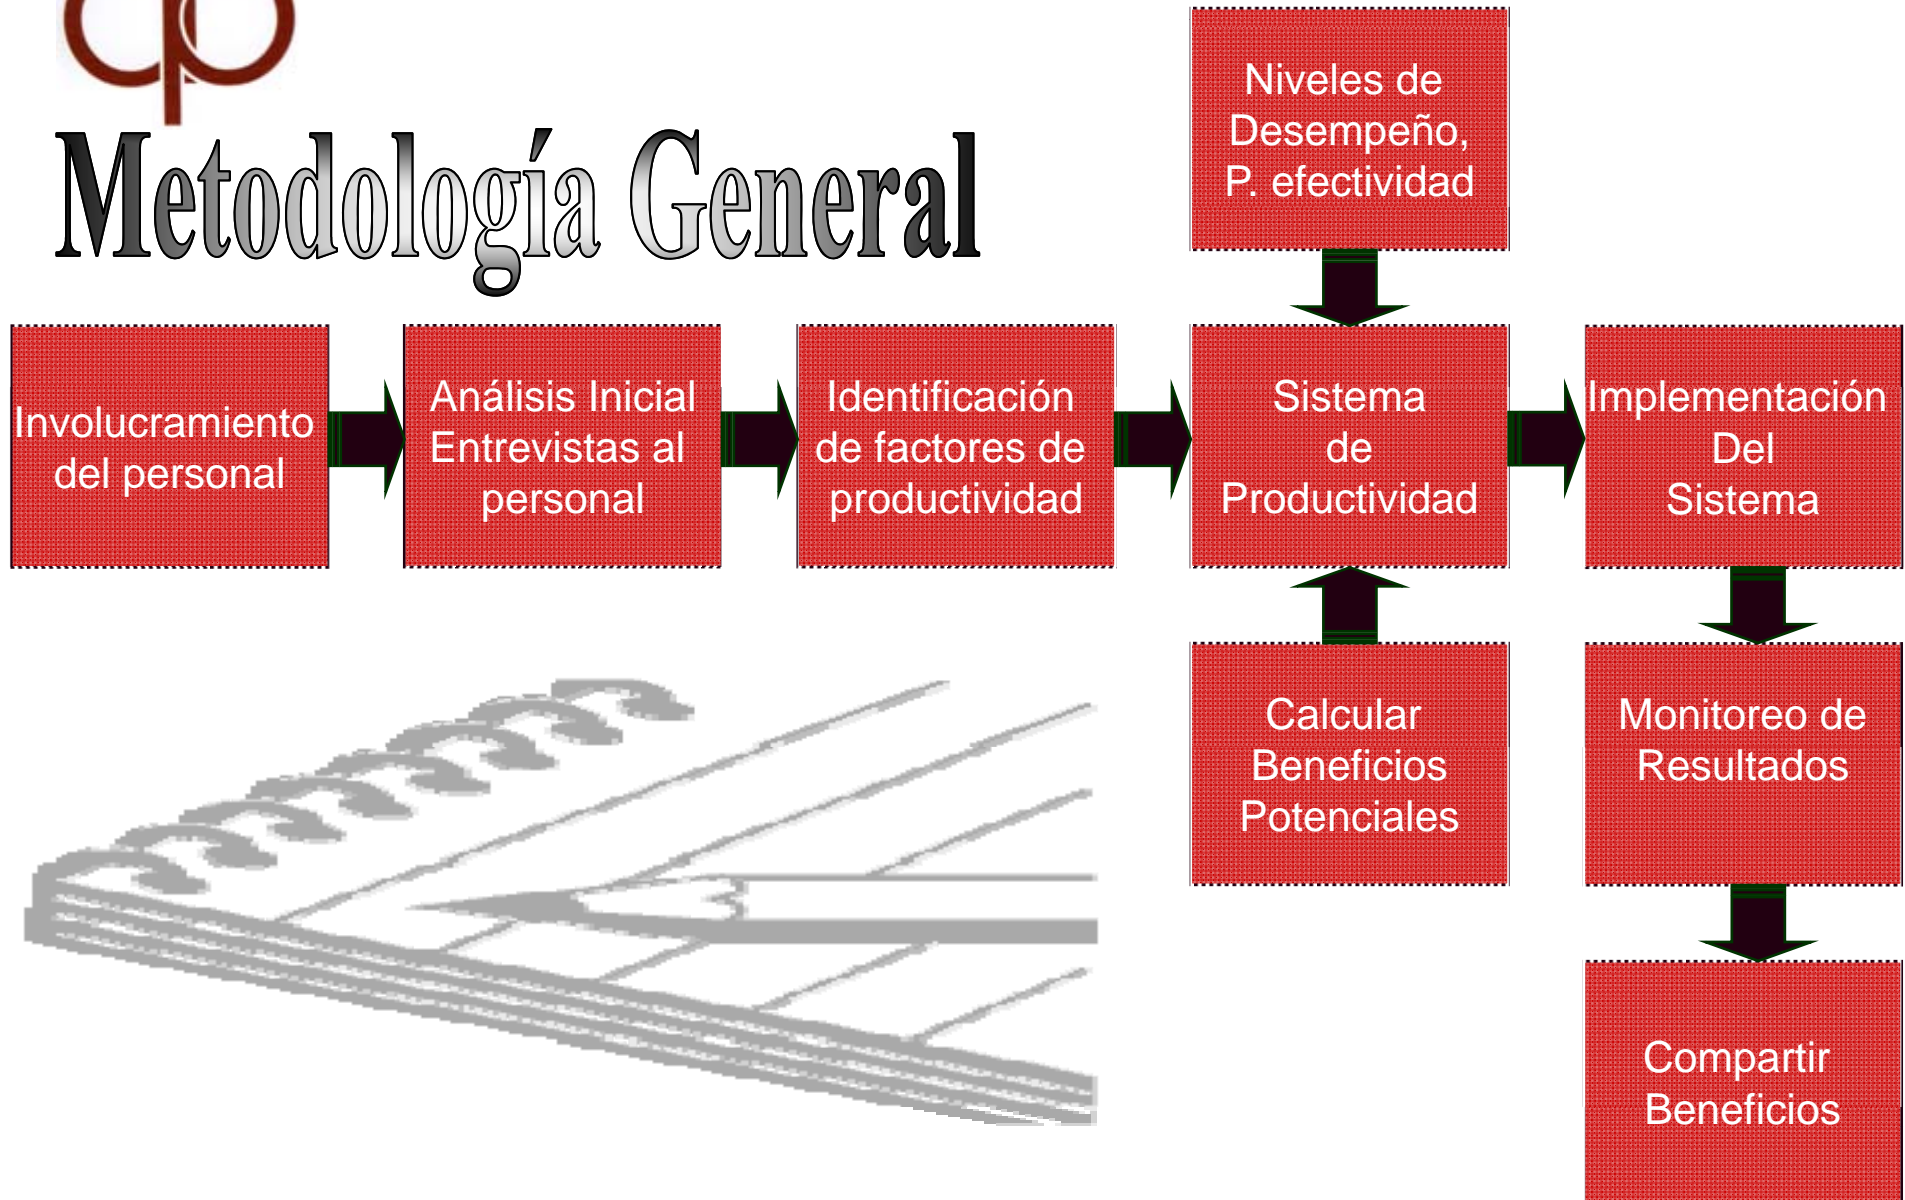 Metodología General
Niveles de
Desempeño,
P. efectividad
Involucramiento
del personal
Análisis Inicial
Entrevistas al
personal
Identificación
de factores de
productividad
Sistema
de
Productividad
Implementación
Del
Sistema
Calcular
Beneficios
Potenciales
Monitoreo de
Resultados
Compartir
Beneficios